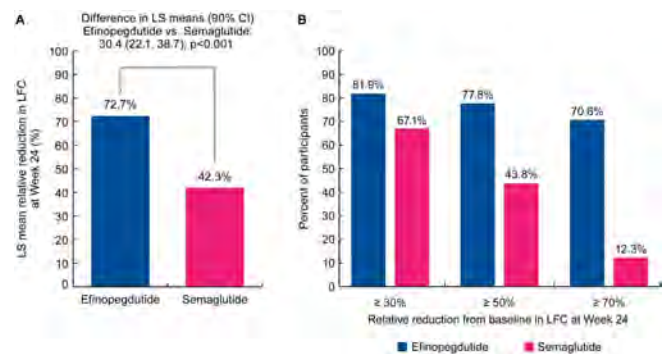 A
Difference in LS means (90% CI)
Efinopegdutide vs. Semaglutide:
30.4 (22.1, 38.7); p<0.001
LS mean relative reduction in LFC
at Week 24 (%)
100
90
80
70
60
50
40
30
20
10
0
72.7%
42.3%
Efinopegdutide
Semaglutide
B
Percent of participants
100
90
80
70
60
50
40
30
20
10
0
81.9%
67.1%
77.8%
43.8%
70.8%
12.3%
≥ 30%
≥ 50%
≥ 70%
Relative reduction from baseline in LFC at Week 24
Efinopegdutide
Semaglutide